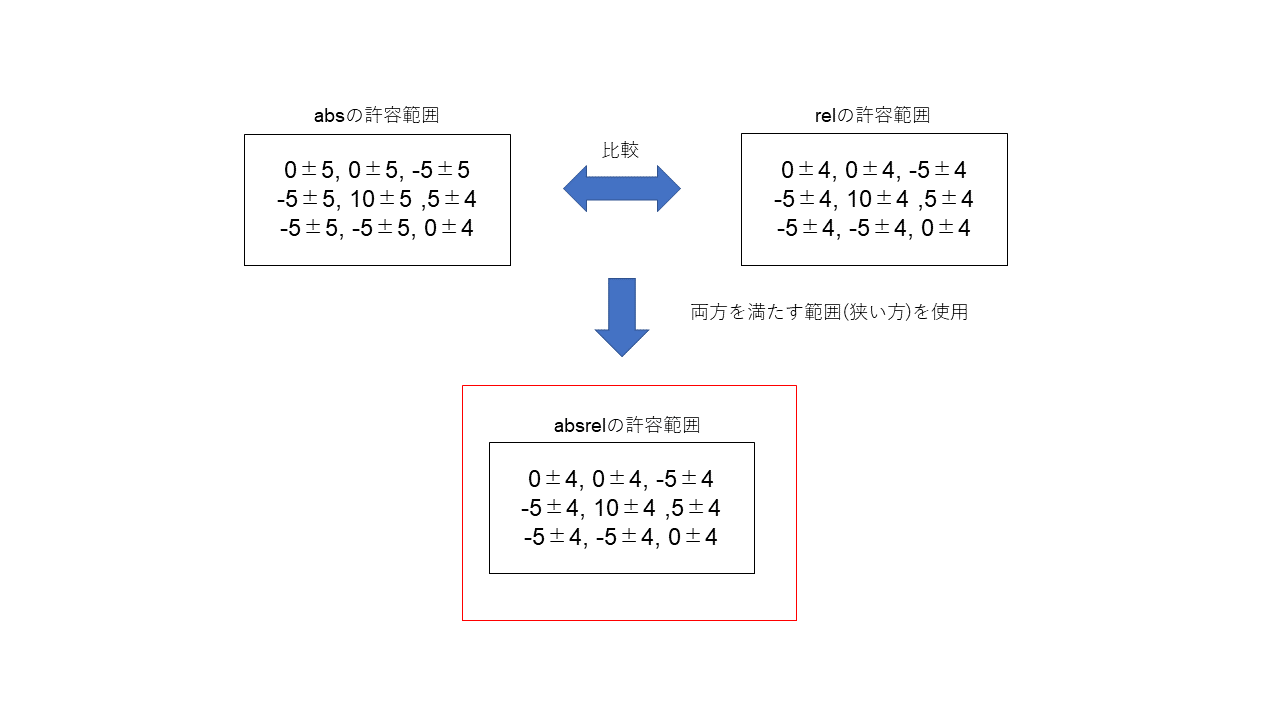 absの許容範囲
0±5, 0±5, -5±5
-5±5, 10±5 ,5±4
-5±5, -5±5, 0±4
比較
relの許容範囲
0±4, 0±4, -5±4
-5±4, 10±4 ,5±4
-5±4, -5±4, 0±4
両方を満たす範囲(狭い方)を使用
absrelの許容範囲
0±4, 0±4, -5±4
-5±4, 10±4 ,5±4
-5±4, -5±4, 0±4